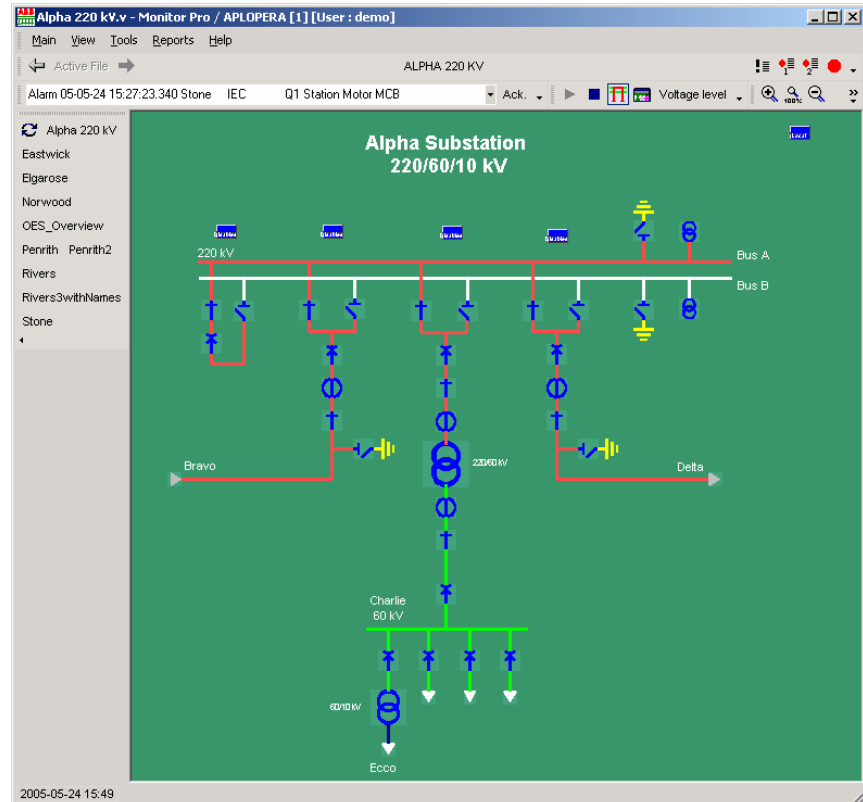 ABB Alpha 220 kV.v - Monitor Pro / APLOPERA [1] [User : demo]
Main View Tools Reports Help
Active File ALPHA 220 KV
Alarm 05-05-24 15:27:23.340 Stone IEC Q1 Station Motor MCB Ack. Voltage level 100% »
Alpha 220 kV
Eastwick
Elgarose
Norwood
OES_Overview
Penrith Penrith2
Rivers
Rivers3withNames
Stone
Alpha Substation
220/60/10 kV
220 kV
Bus A
Bus B
Bravo
220/60 kV
Delta
Charlie
60 kV
60/10 kV
Ecco
2005-05-24 15:49